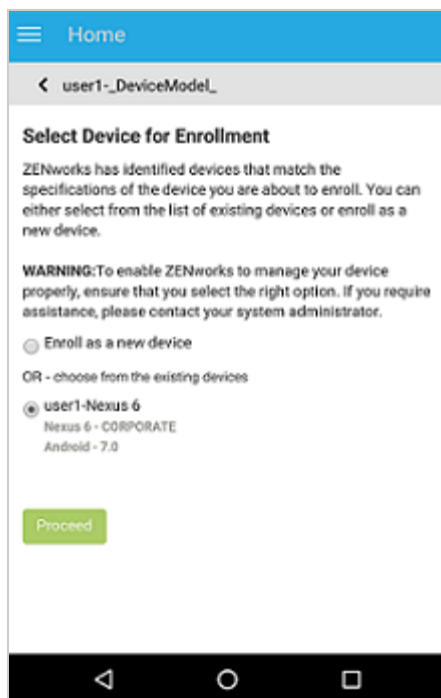 Home
user1-_DeviceModel_
Select Device for Enrollment
ZENworks has identified devices that match the
specifications of the device you are about to enroll. You can
either select from the list of existing devices or enroll as a
new device.
WARNING:To enable ZENworks to manage your device
properly, ensure that you select the right option. If you require
assistance, please contact your system administrator.
Enroll as a new device
OR - choose from the existing devices
user1-Nexus 6
Nexus 6 - CORPORATE
Android - 7.0
Proceed